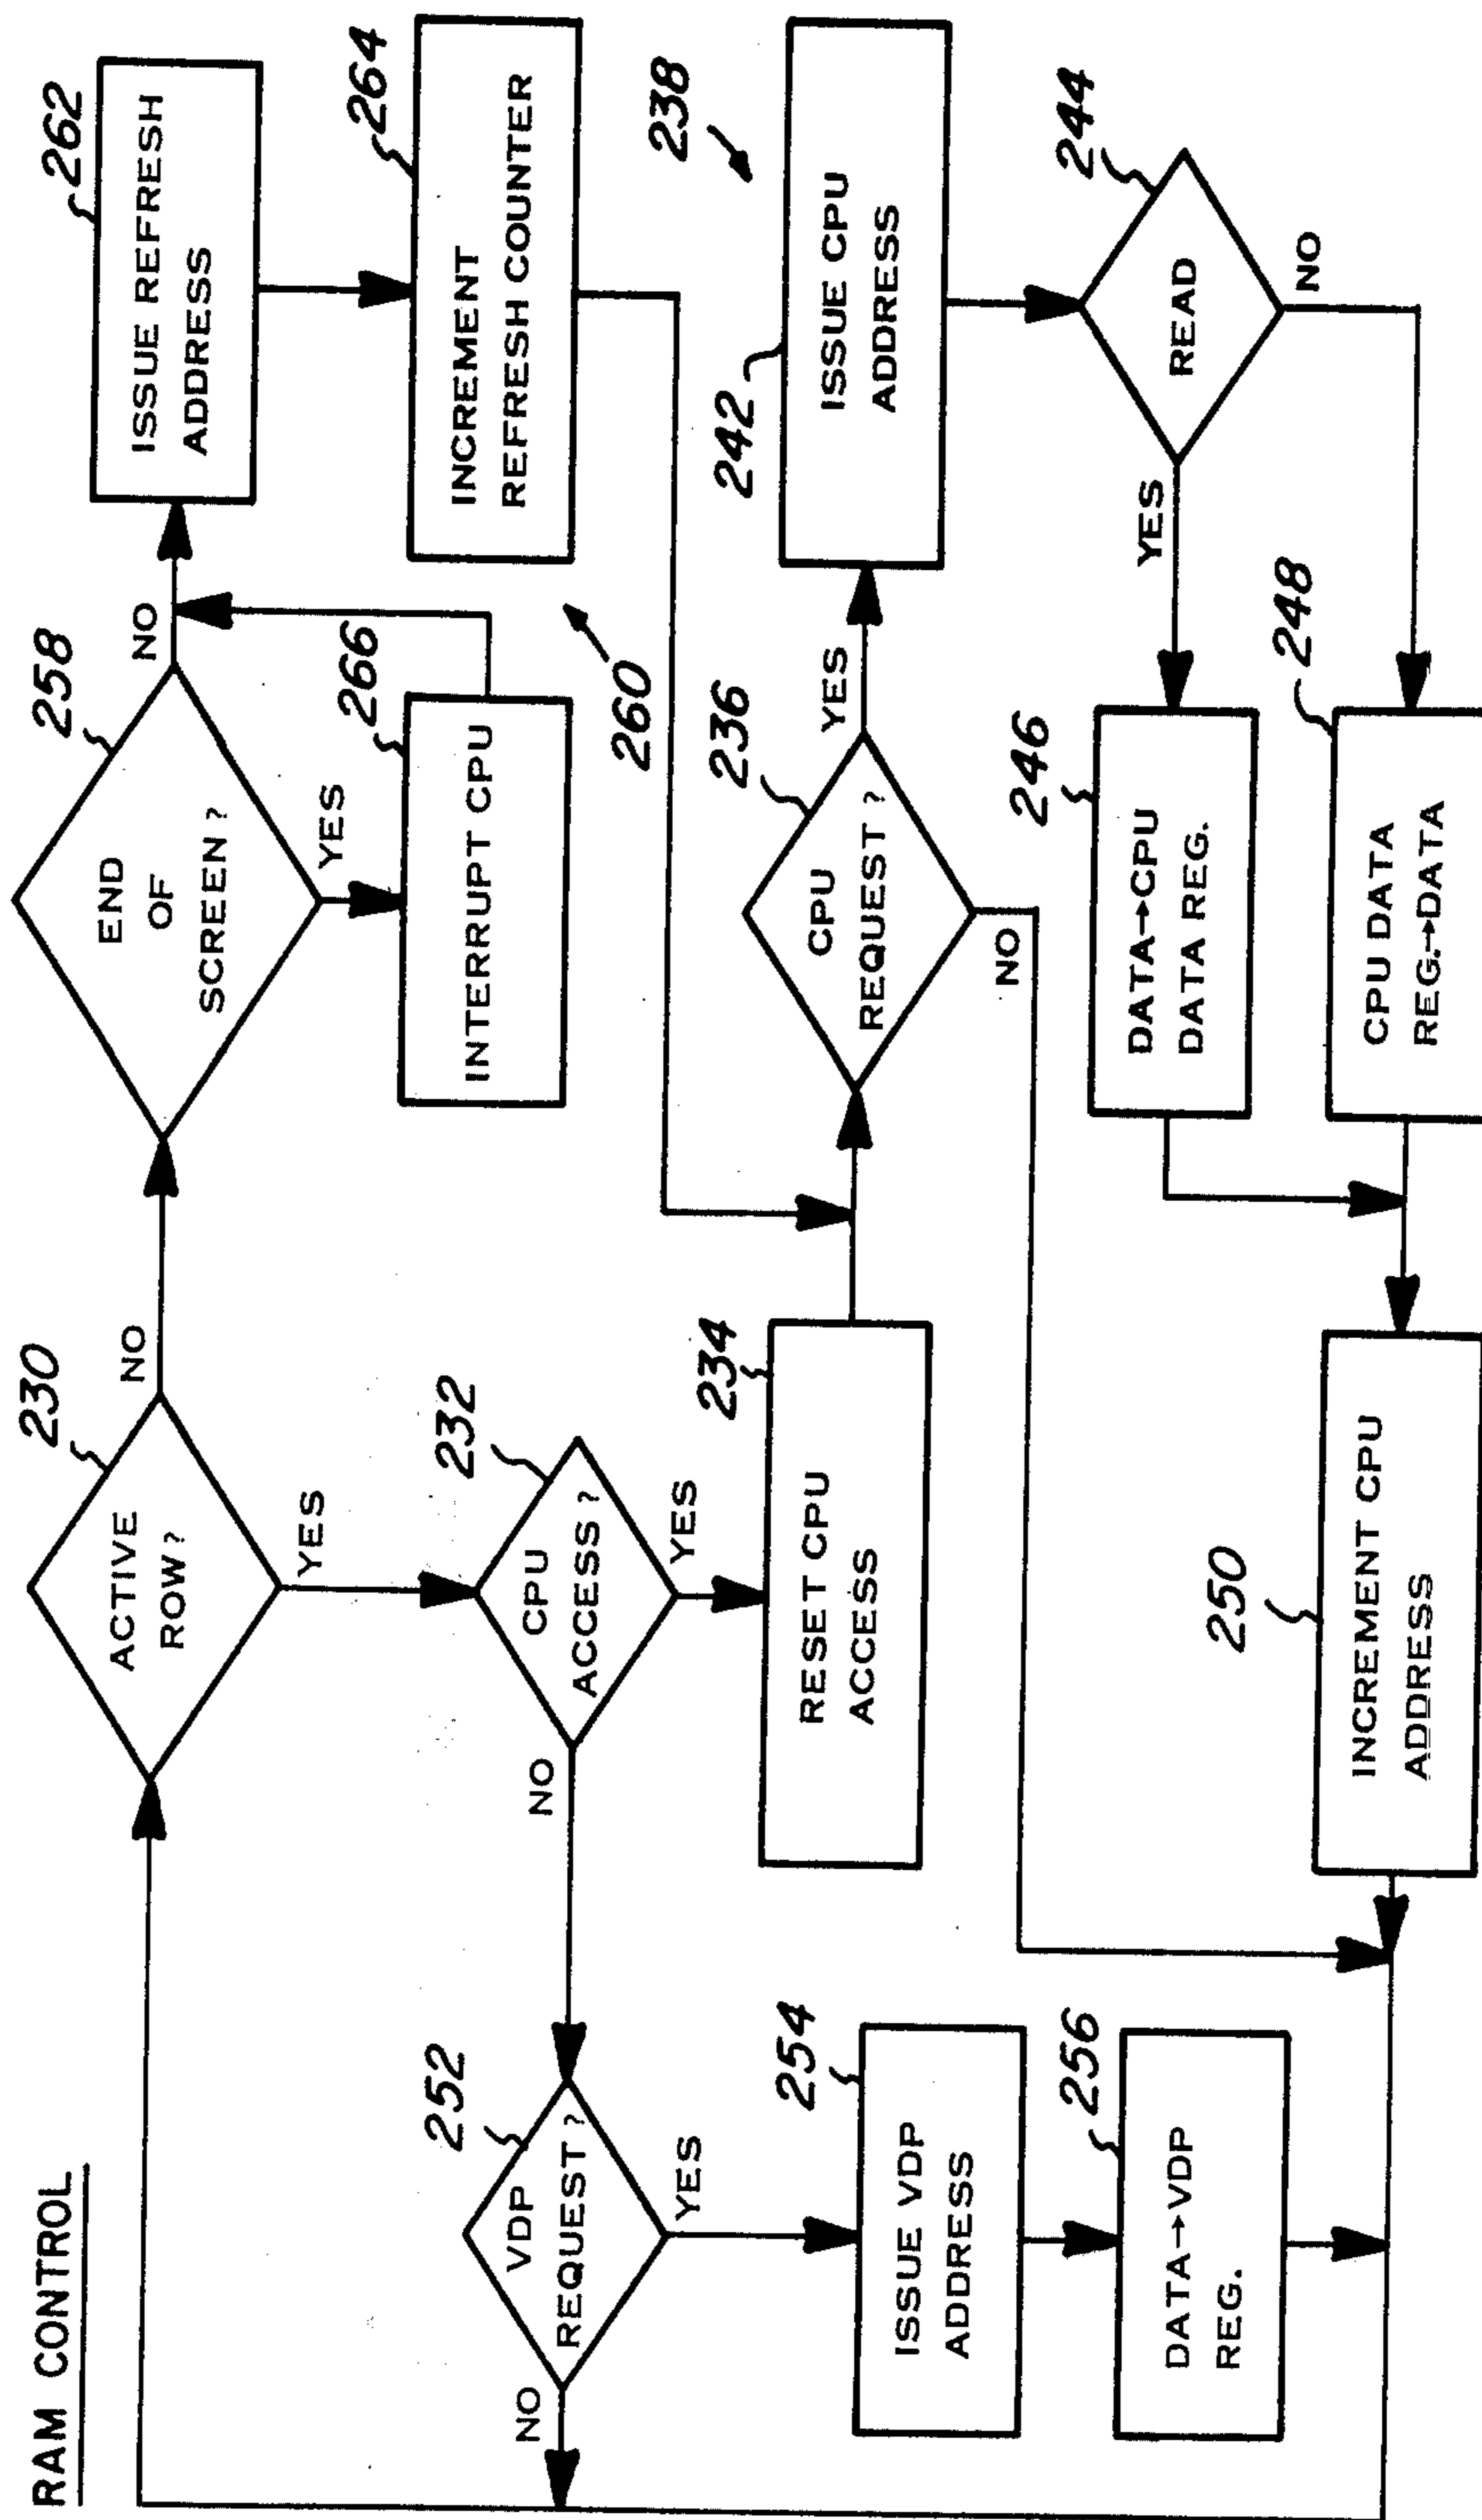 RAM CONTROL
230
ACTIVE
ROW?
NO
YES
258
END
OF
SCREEN?
NO
YES
262
ISSUE REFRESH
ADDRESS
266
INTERRUPT CPU
264
INCREMENT
REFRESH COUNTER
260
252
VDP
REQUEST?
NO
YES
232
CPU
ACCESS?
NO
YES
254
ISSUE VDP
ADDRESS
234
RESET CPU
ACCESS
236
CPU
REQUEST?
YES
NO
238
242
ISSUE CPU
ADDRESS
256
DATA→VDP
REG.
244
READ
YES
NO
246
DATA→CPU
DATA REG.
248
CPU DATA
REG.→DATA
250
INCREMENT CPU
ADDRESS